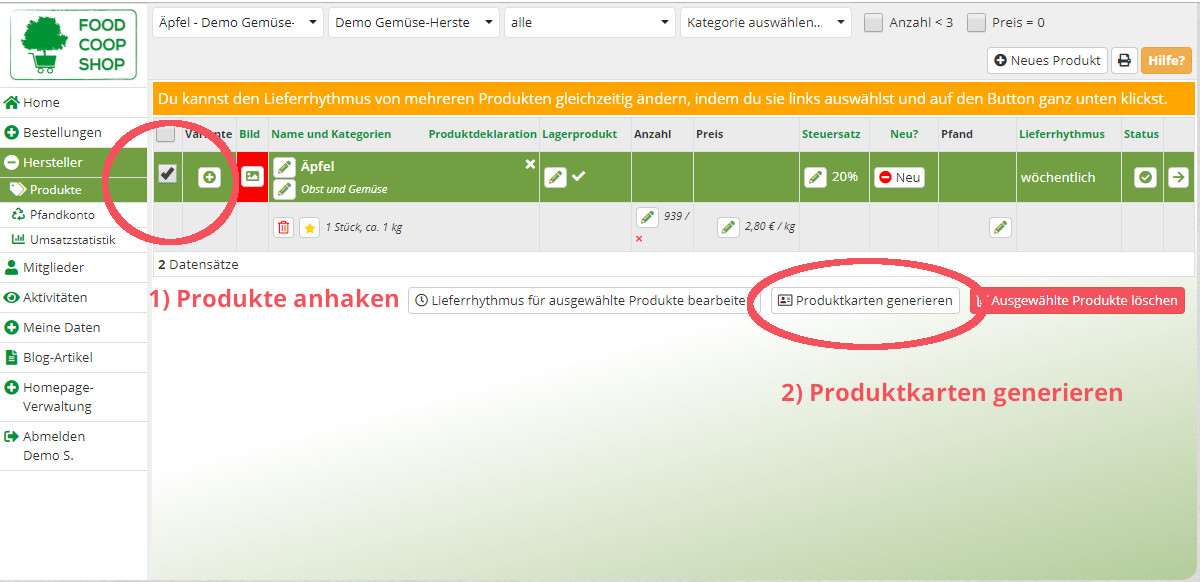 FOOD
COOP
SHOP
Home
Bestellungen
Hersteller
Produkte
Pfandkonto
Umsatzstatistik
Mitglieder
Aktivitäten
Meine Daten
Blog-Artikel
Homepage-
Verwaltung
Abmelden
Demo S.
Äpfel - Demo Gemüse- Demo Gemüse-Herste alle Kategorie auswählen... Anzahl < 3 Preis = 0
Neues Produkt Hilfe?
Du kannst den Lieferrhythmus von mehreren Produkten gleichzeitig ändern, indem du sie links auswählst und auf den Button ganz unten klickst.
Variante Bild Name und Kategorien Produktdeklaration Lagerprodukt Anzahl Preis Steuersatz Neu? Pfand Lieferrhythmus Status
Äpfel
Obst und Gemüse
20% Neu wöchentlich
1 Stück, ca. 1 kg 939 / 2,80 € / kg
2 Datensätze
1) Produkte anhaken
Lieferrhythmus für ausgewählte Produkte bearbeite
Produktkarten generieren
Ausgewählte Produkte löschen
2) Produktkarten generieren